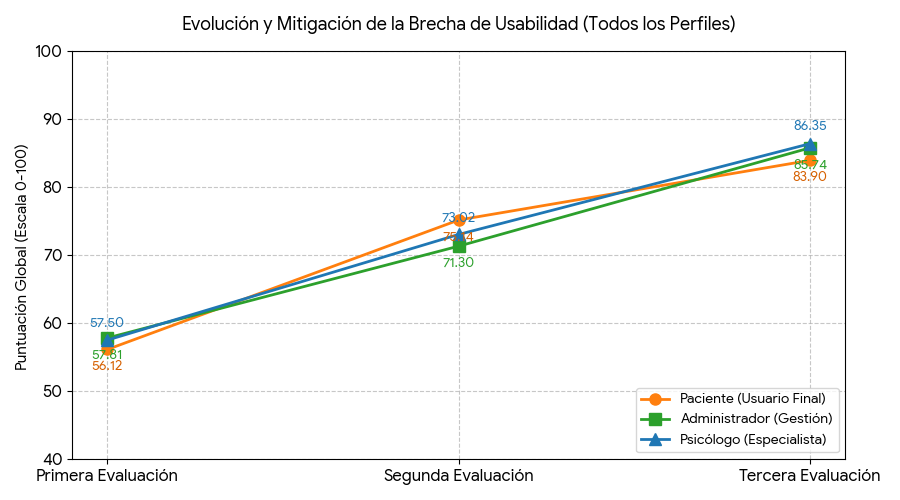 Evolución y Mitigación de la Brecha de Usabilidad (Todos los Perfiles)
Puntuación Global (Escala 0-100)
100
90
80
70
60
50
40
57.50
57.81
56.12
73.02
71.30
86.35
85.74
83.90
Paciente (Usuario Final)
Administrador (Gestión)
Psicólogo (Especialista)
Primera Evaluación
Segunda Evaluación
Tercera Evaluación